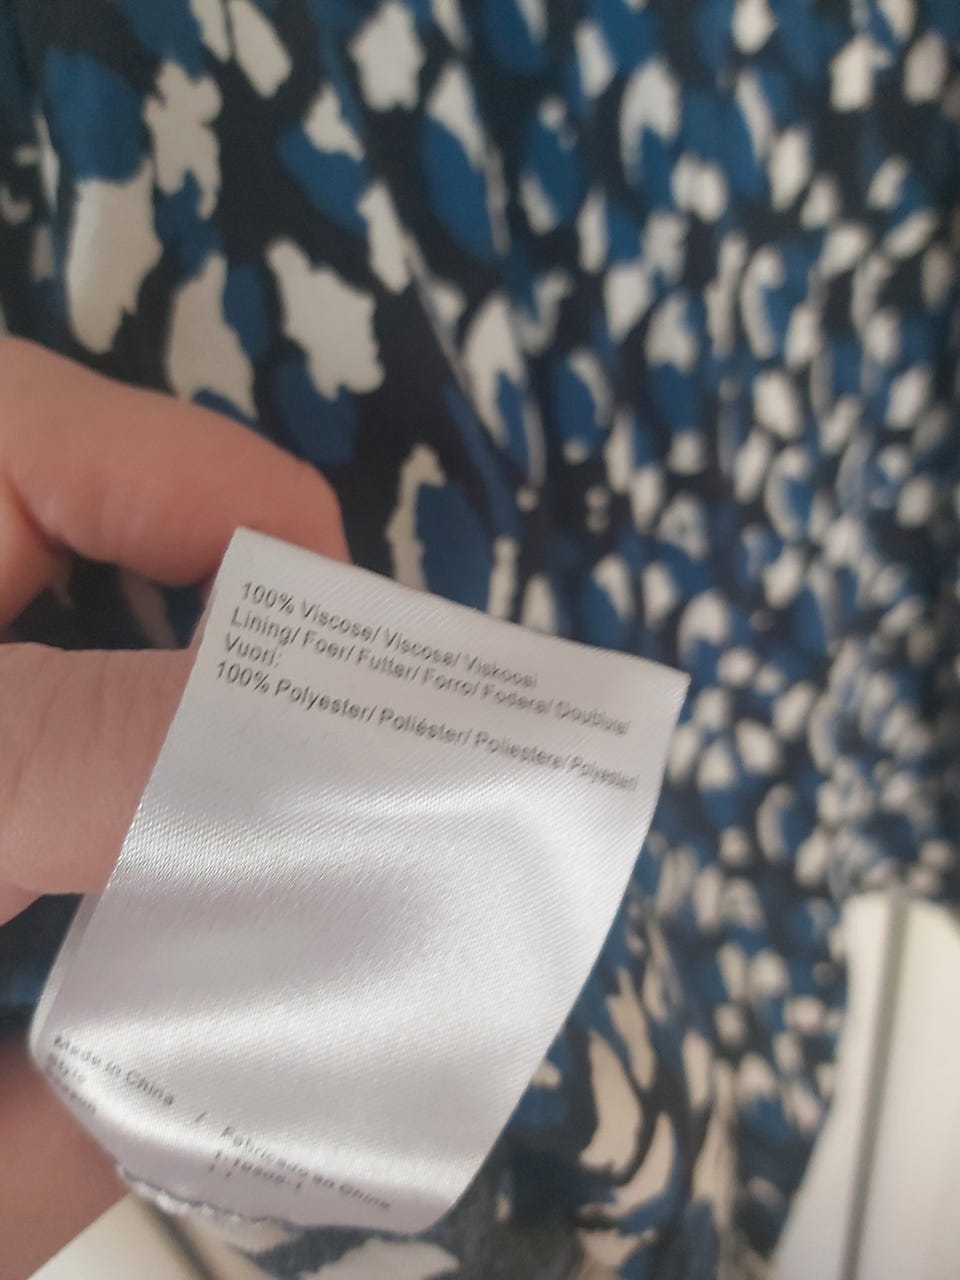 100% Viscose/ Viscosa/ Viskoosi
Lining/ Foer/ Futter/ Forro/ Fodera/ Doublure/
Vuori:
100% Polyester/ Poliéster/ Poliestere/ Polyesteri
Made in China / Fabricado en China
Style